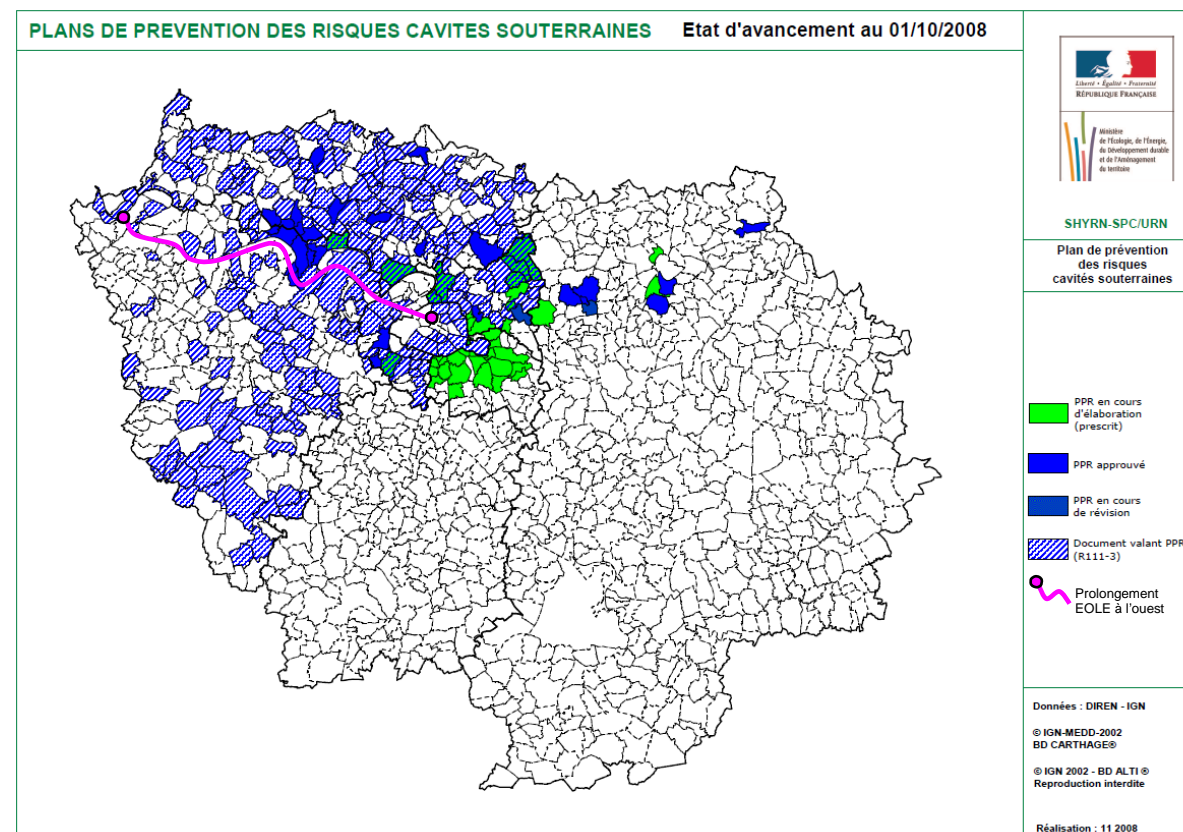 PLANS DE PREVENTION DES RISQUES CAVITES SOUTERRAINES Etat d'avancement au 01/10/2008
Liberté • Égalité • Fraternité
RÉPUBLIQUE FRANÇAISE
Ministère
de l'Écologie, de l'Énergie,
du Développement durable
et de l'Aménagement
du territoire
SHYRN-SPC/URN
Plan de prévention
des risques
cavités souterraines
PPR en cours
d'élaboration
(prescrit)
PPR approuvé
PPR en cours
de révision
Document valant PPR
(R111-3)
Prolongement
EOLE à l'ouest
Données : DIREN - IGN
© IGN-MEDD-2002
BD CARTHAGE®
© IGN 2002 - BD ALTI ®
Reproduction interdite
Réalisation : 11 2008